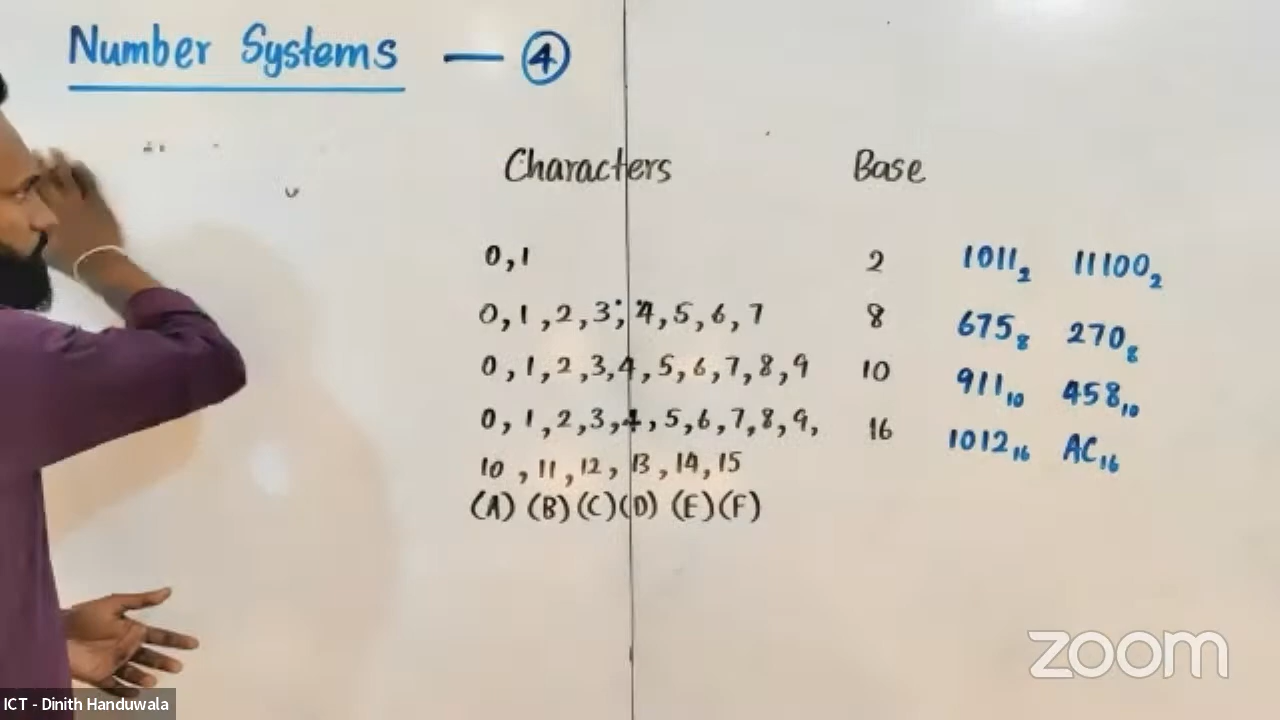 Number Systems — ④
Characters Base
0,1 2 1011₂ 11100₂
0,1,2,3,4,5,6,7 8 675₈ 270₈
0,1,2,3,4,5,6,7,8,9 10 911₁₀ 458₁₀
0,1,2,3,4,5,6,7,8,9, 16 1012₁₆ AC₁₆
10,11,12,13,14,15
(A)(B)(C)(D)(E)(F)
zoom
ICT - Dinith Handuwala